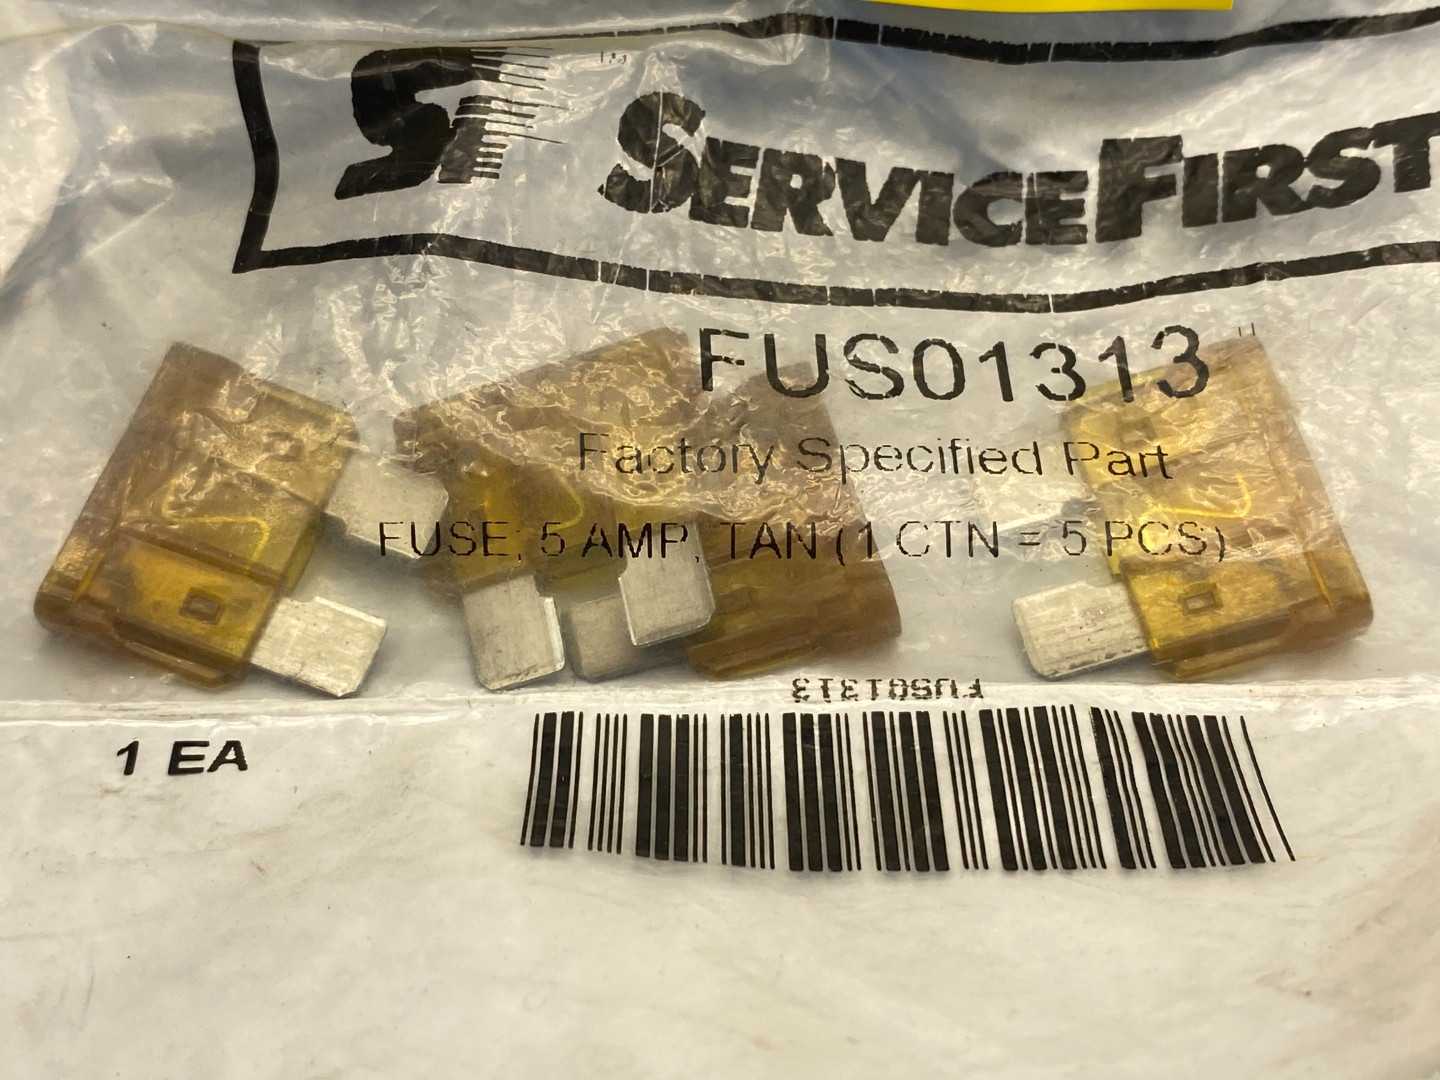 SF SERVICEFIRST
FUS01313
Factory Specified Part
FUSE; 5 AMP, TAN (1 CTN = 5 PCS)
FUS01313
1 EA